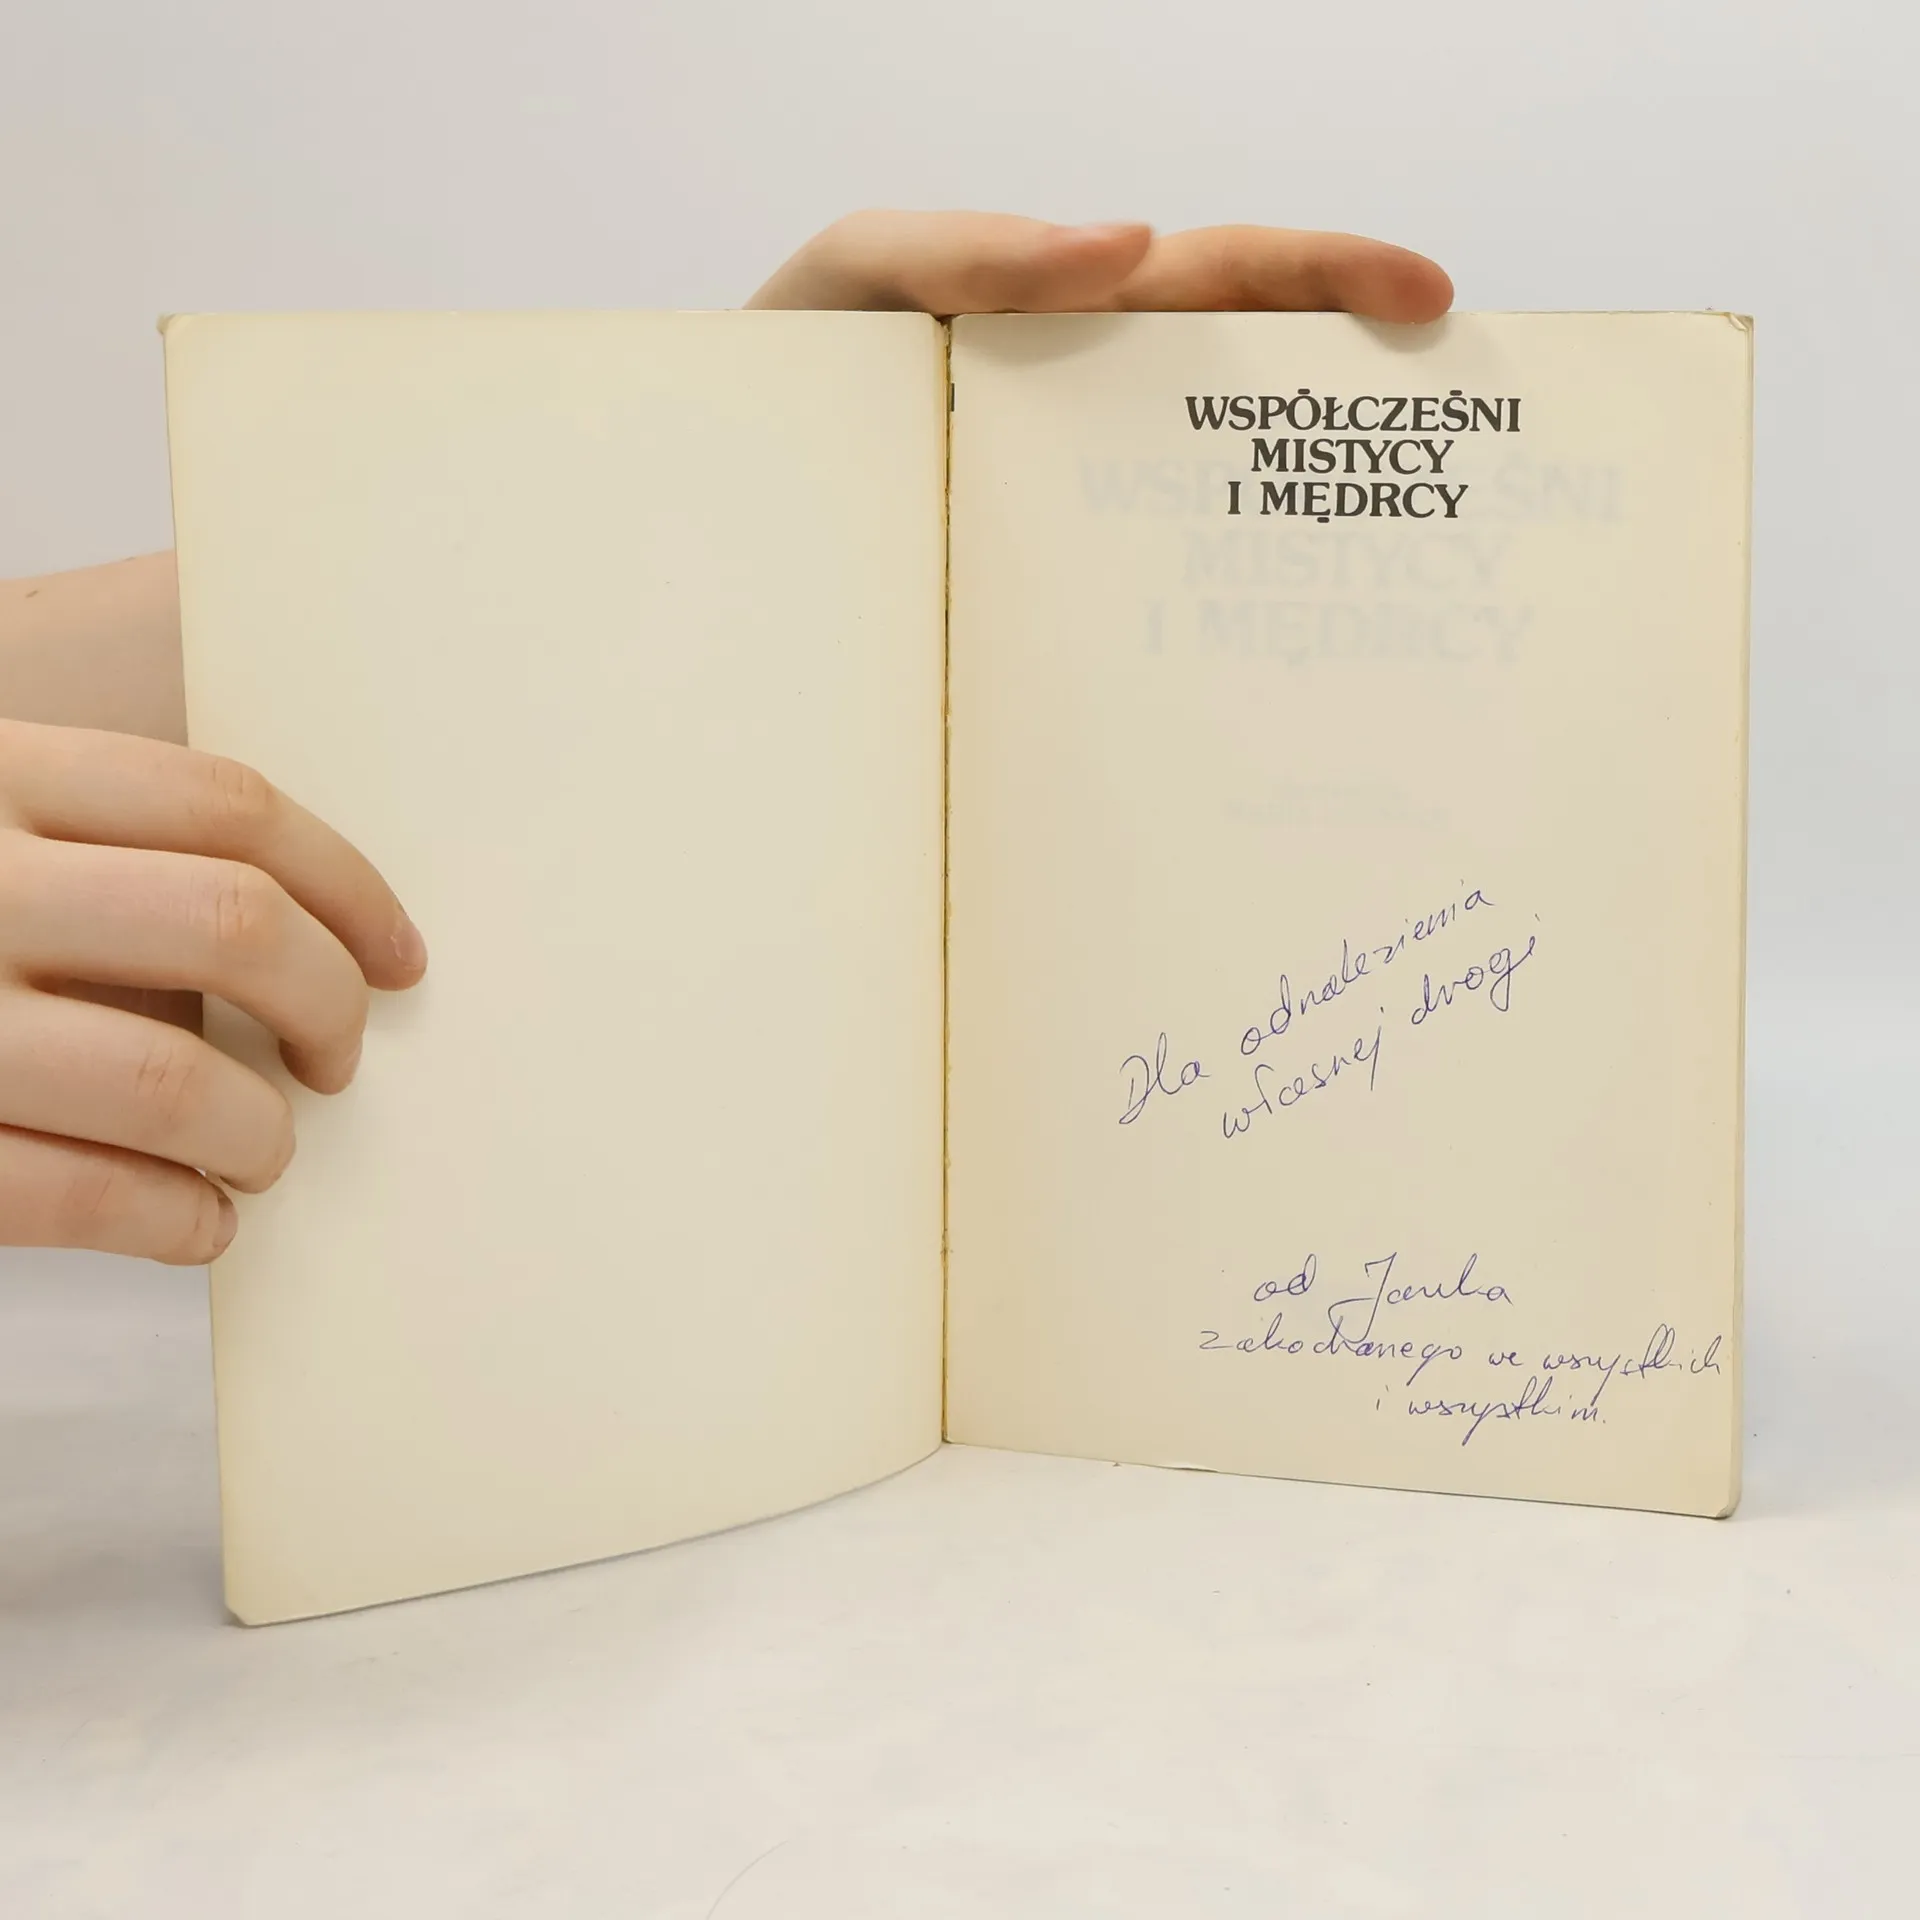 WSPÓŁCZEŚNI
MISTYCY
I MĘDRCY
Dla odnalezienia
własnej drogi
od Janka
zakochanego we wszystkich
i wszystkim.